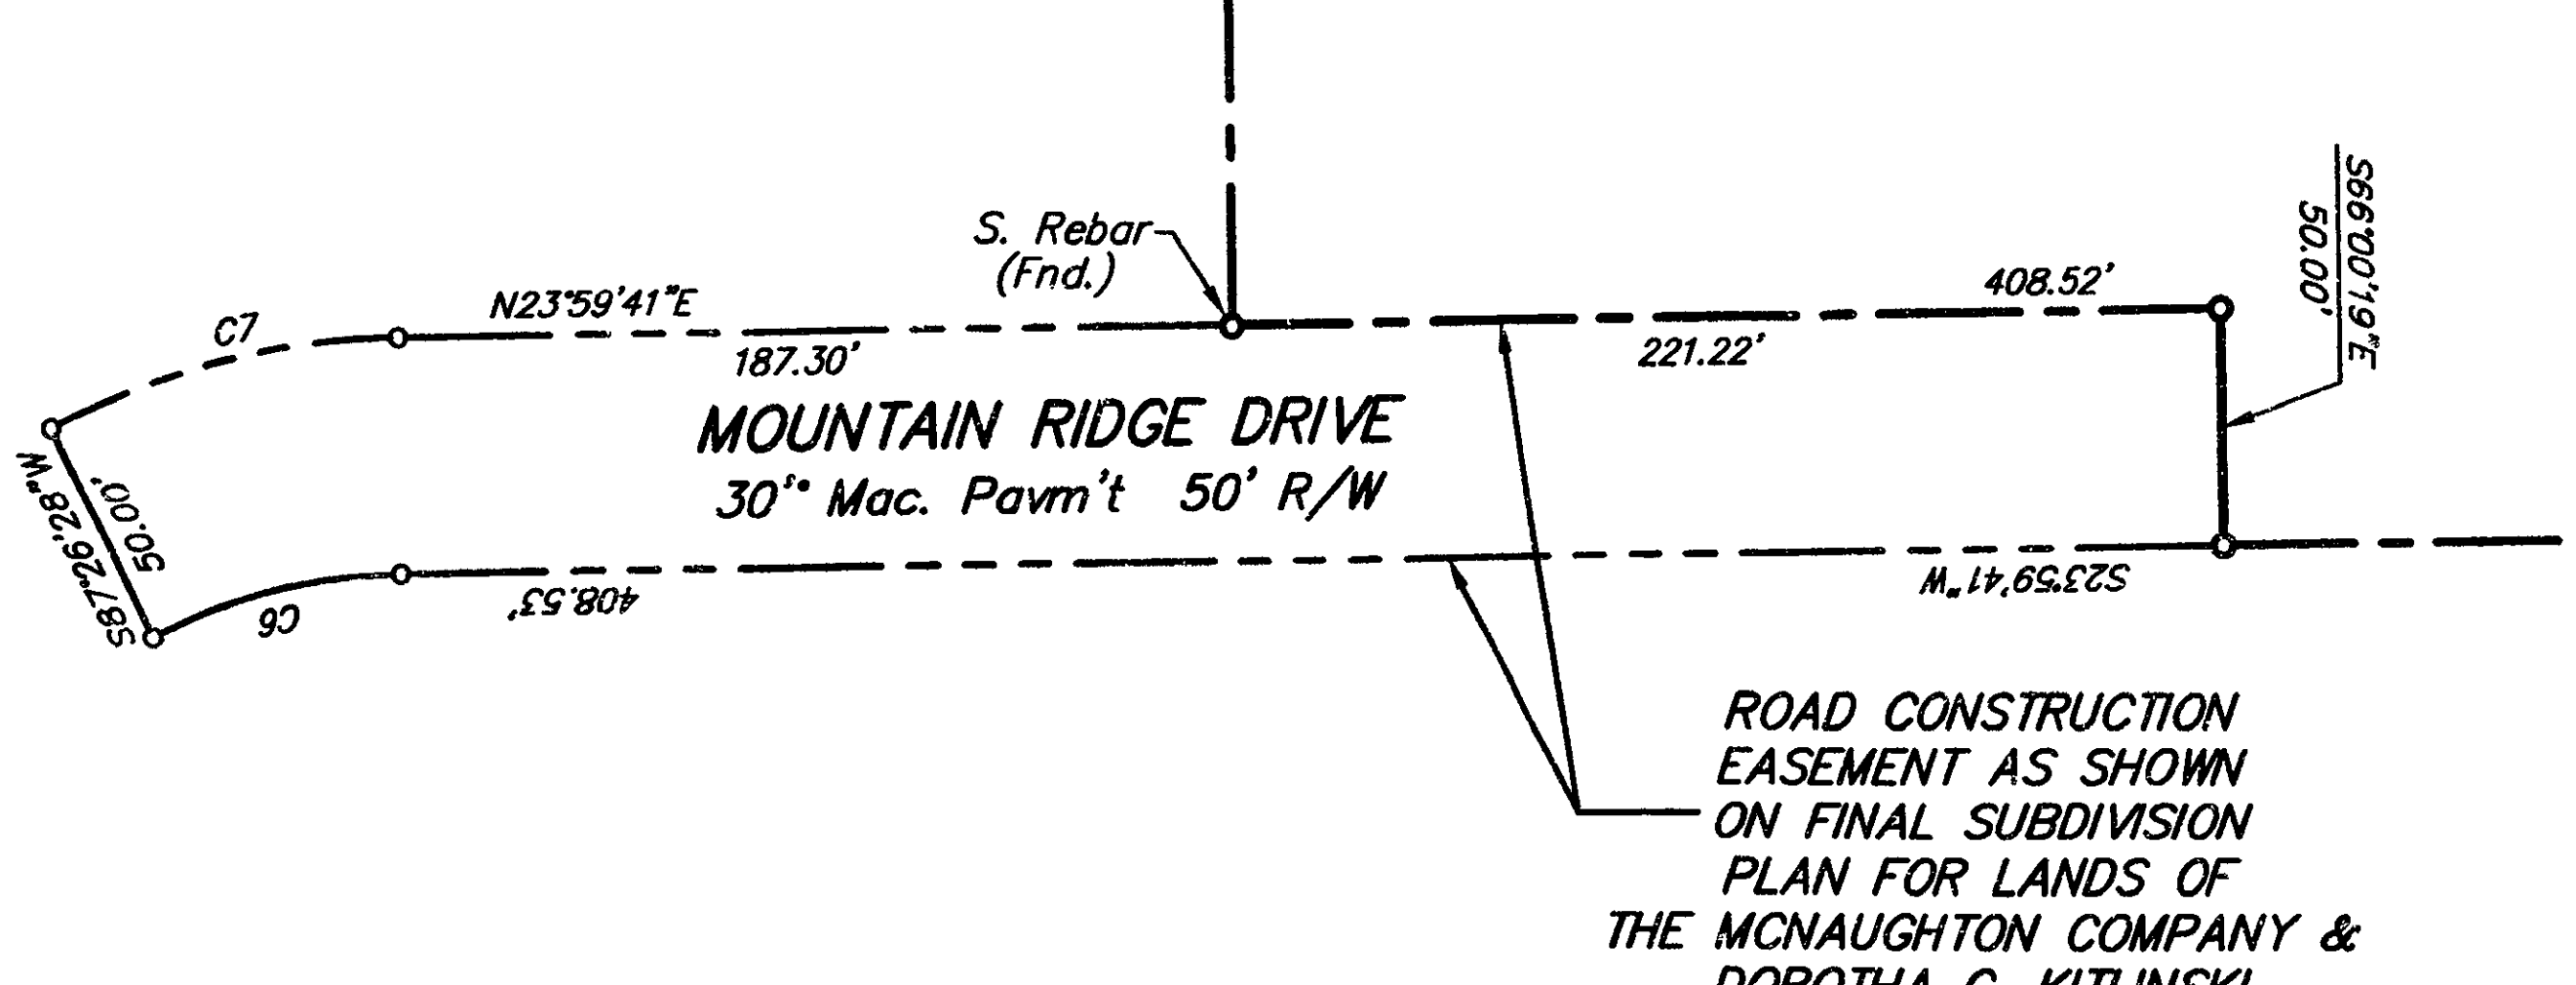 S. Rebar
(Fnd.)
408.52'
S66°00'19"E
50.00'
C7
N23°59'41"E
187.30'
221.22'
MOUNTAIN RIDGE DRIVE
30'± Mac. Pavm't 50' R/W
50.00'
S87°26'28"W
C6
408.53'
S23°59'41"W
ROAD CONSTRUCTION
EASEMENT AS SHOWN
ON FINAL SUBDIVISION
PLAN FOR LANDS OF
THE MCNAUGHTON COMPANY &
DOROTHA C. KITLINSKI